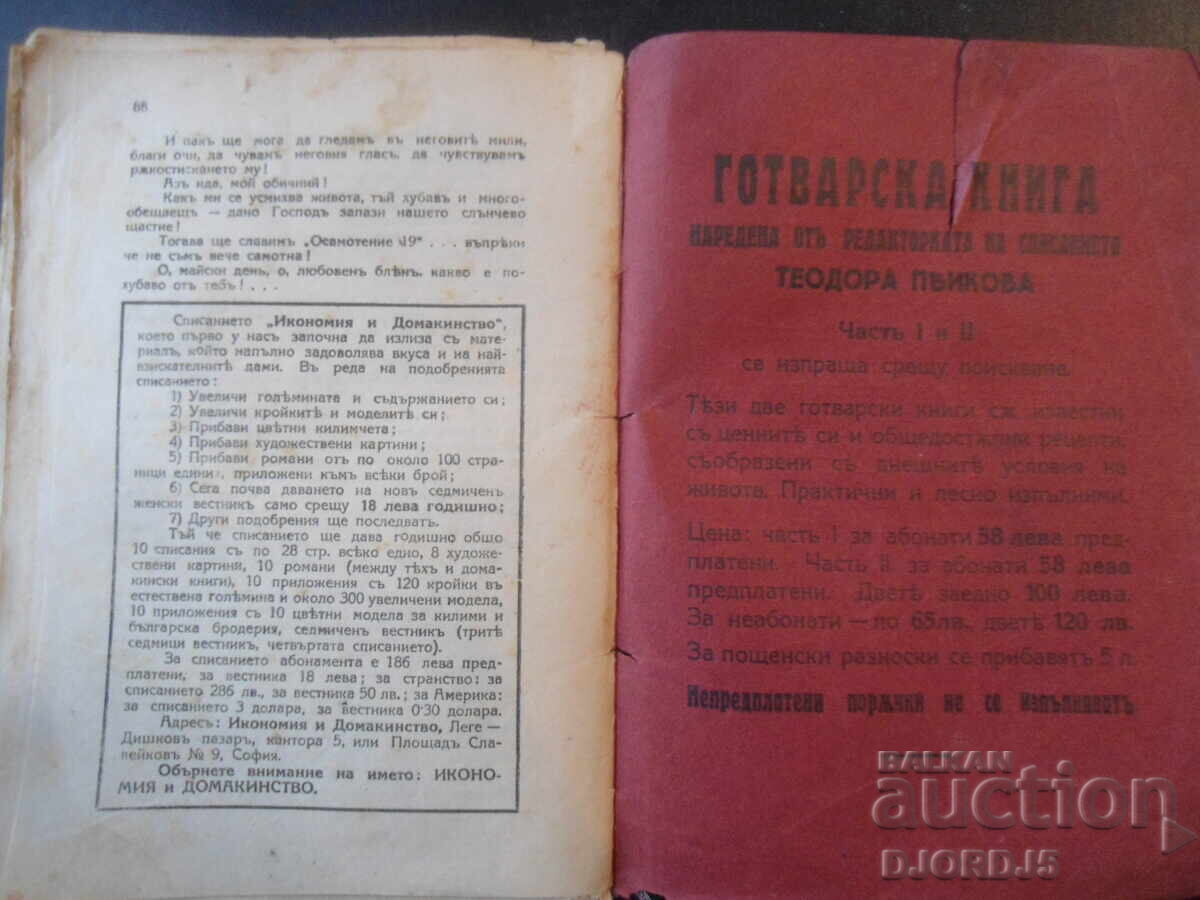 88
И пакъ ще мога да гледамъ въ неговитѣ мили,
благи очи, да чувамъ неговия гласъ, да чувствувамъ
ржкостискането му!
Азъ ида, мой обичний!
Какъ ми се усмихва живота, тъй хубавъ и много-
обещаещъ — дано Господъ запази нашето слънчево
щастие!
Тогава ще славимъ „Осамотение 19" . . . въпрѣки
че не съмъ вече самотна!
О, майски день, о, любовенъ блѣнъ, какво е по-
хубаво отъ тебъ! . . .
Списанието „Икономия и Домакинство",
което първо у насъ започна да излиза съ мате-
риалъ, който напълно задоволява вкуса и на най-
взискателнитѣ дами. Въ реда на подобренията
списанието:
1) Увеличи голѣмината и съдържанието си;
2) Увеличи кройкитѣ и моделитѣ си;
3) Прибави цвѣтни килимчета;
4) Прибави художествени картини;
5) Прибави романи отъ по около 100 стра-
ници единия, приложени къмъ всѣки брой;
6) Сега почва даването на новъ седмиченъ
женски вестникъ само срещу 18 лева годишно;
7) Други подобрения ще последватъ.
Тъй че списанието ще дава годишно общо
10 списания съ по 28 стр. всѣко едно, 8 художе-
ствени картини, 10 романи (между тѣхъ и дома-
кински книги), 10 приложения съ 120 кройки въ
естествена голѣмина и около 300 увеличени модела,
10 приложения съ 10 цвѣтни модела за килими и
българска бродерия, седмиченъ вестникъ (тритѣ
седмици вестникъ, четвъртата списанието).
За списанието абонамента е 186 лева пред-
платени, за вестника 18 лева; за странство: за
списанието 286 лв., за вестника 50 лв.; за Америка:
за списанието 3 долара, за вестника 0·30 долара.
Адресъ: Икономия и Домакинство, Леге —
Дишковъ пазаръ, кантора 5, или Площадъ Сла-
вейковъ № 9, София.
Обърнете внимание на името: ИКОНО-
МИЯ и ДОМАКИНСТВО.
ГОТВАРСКА КНИГА
НАРЕДЕНА ОТЪ РЕДАКТОРКАТА НА СПИСАНИЕТО
ТЕОДОРА ПѢЙКОВА
Часть I и II
се изпраща срещу поискване.
Тѣзи две готварски книги сѫ известни
съ ценнитѣ си и общедостѫпни рецепти,
съобразени съ външнитѣ условия на
живота. Практични и лесно изпълними.
Цена: часть I за абонати 58 лева пред-
платени. Часть II за абонати 58 лева
предплатени. Дветѣ заедно 100 лева.
За неабонати — по 65 лв., дветѣ 120 лв.
За пощенски разноски се прибавятъ 5 л.
Непредплатени порѫчки не се изпълняватъ
BALKAN
auction
DJORDJ5